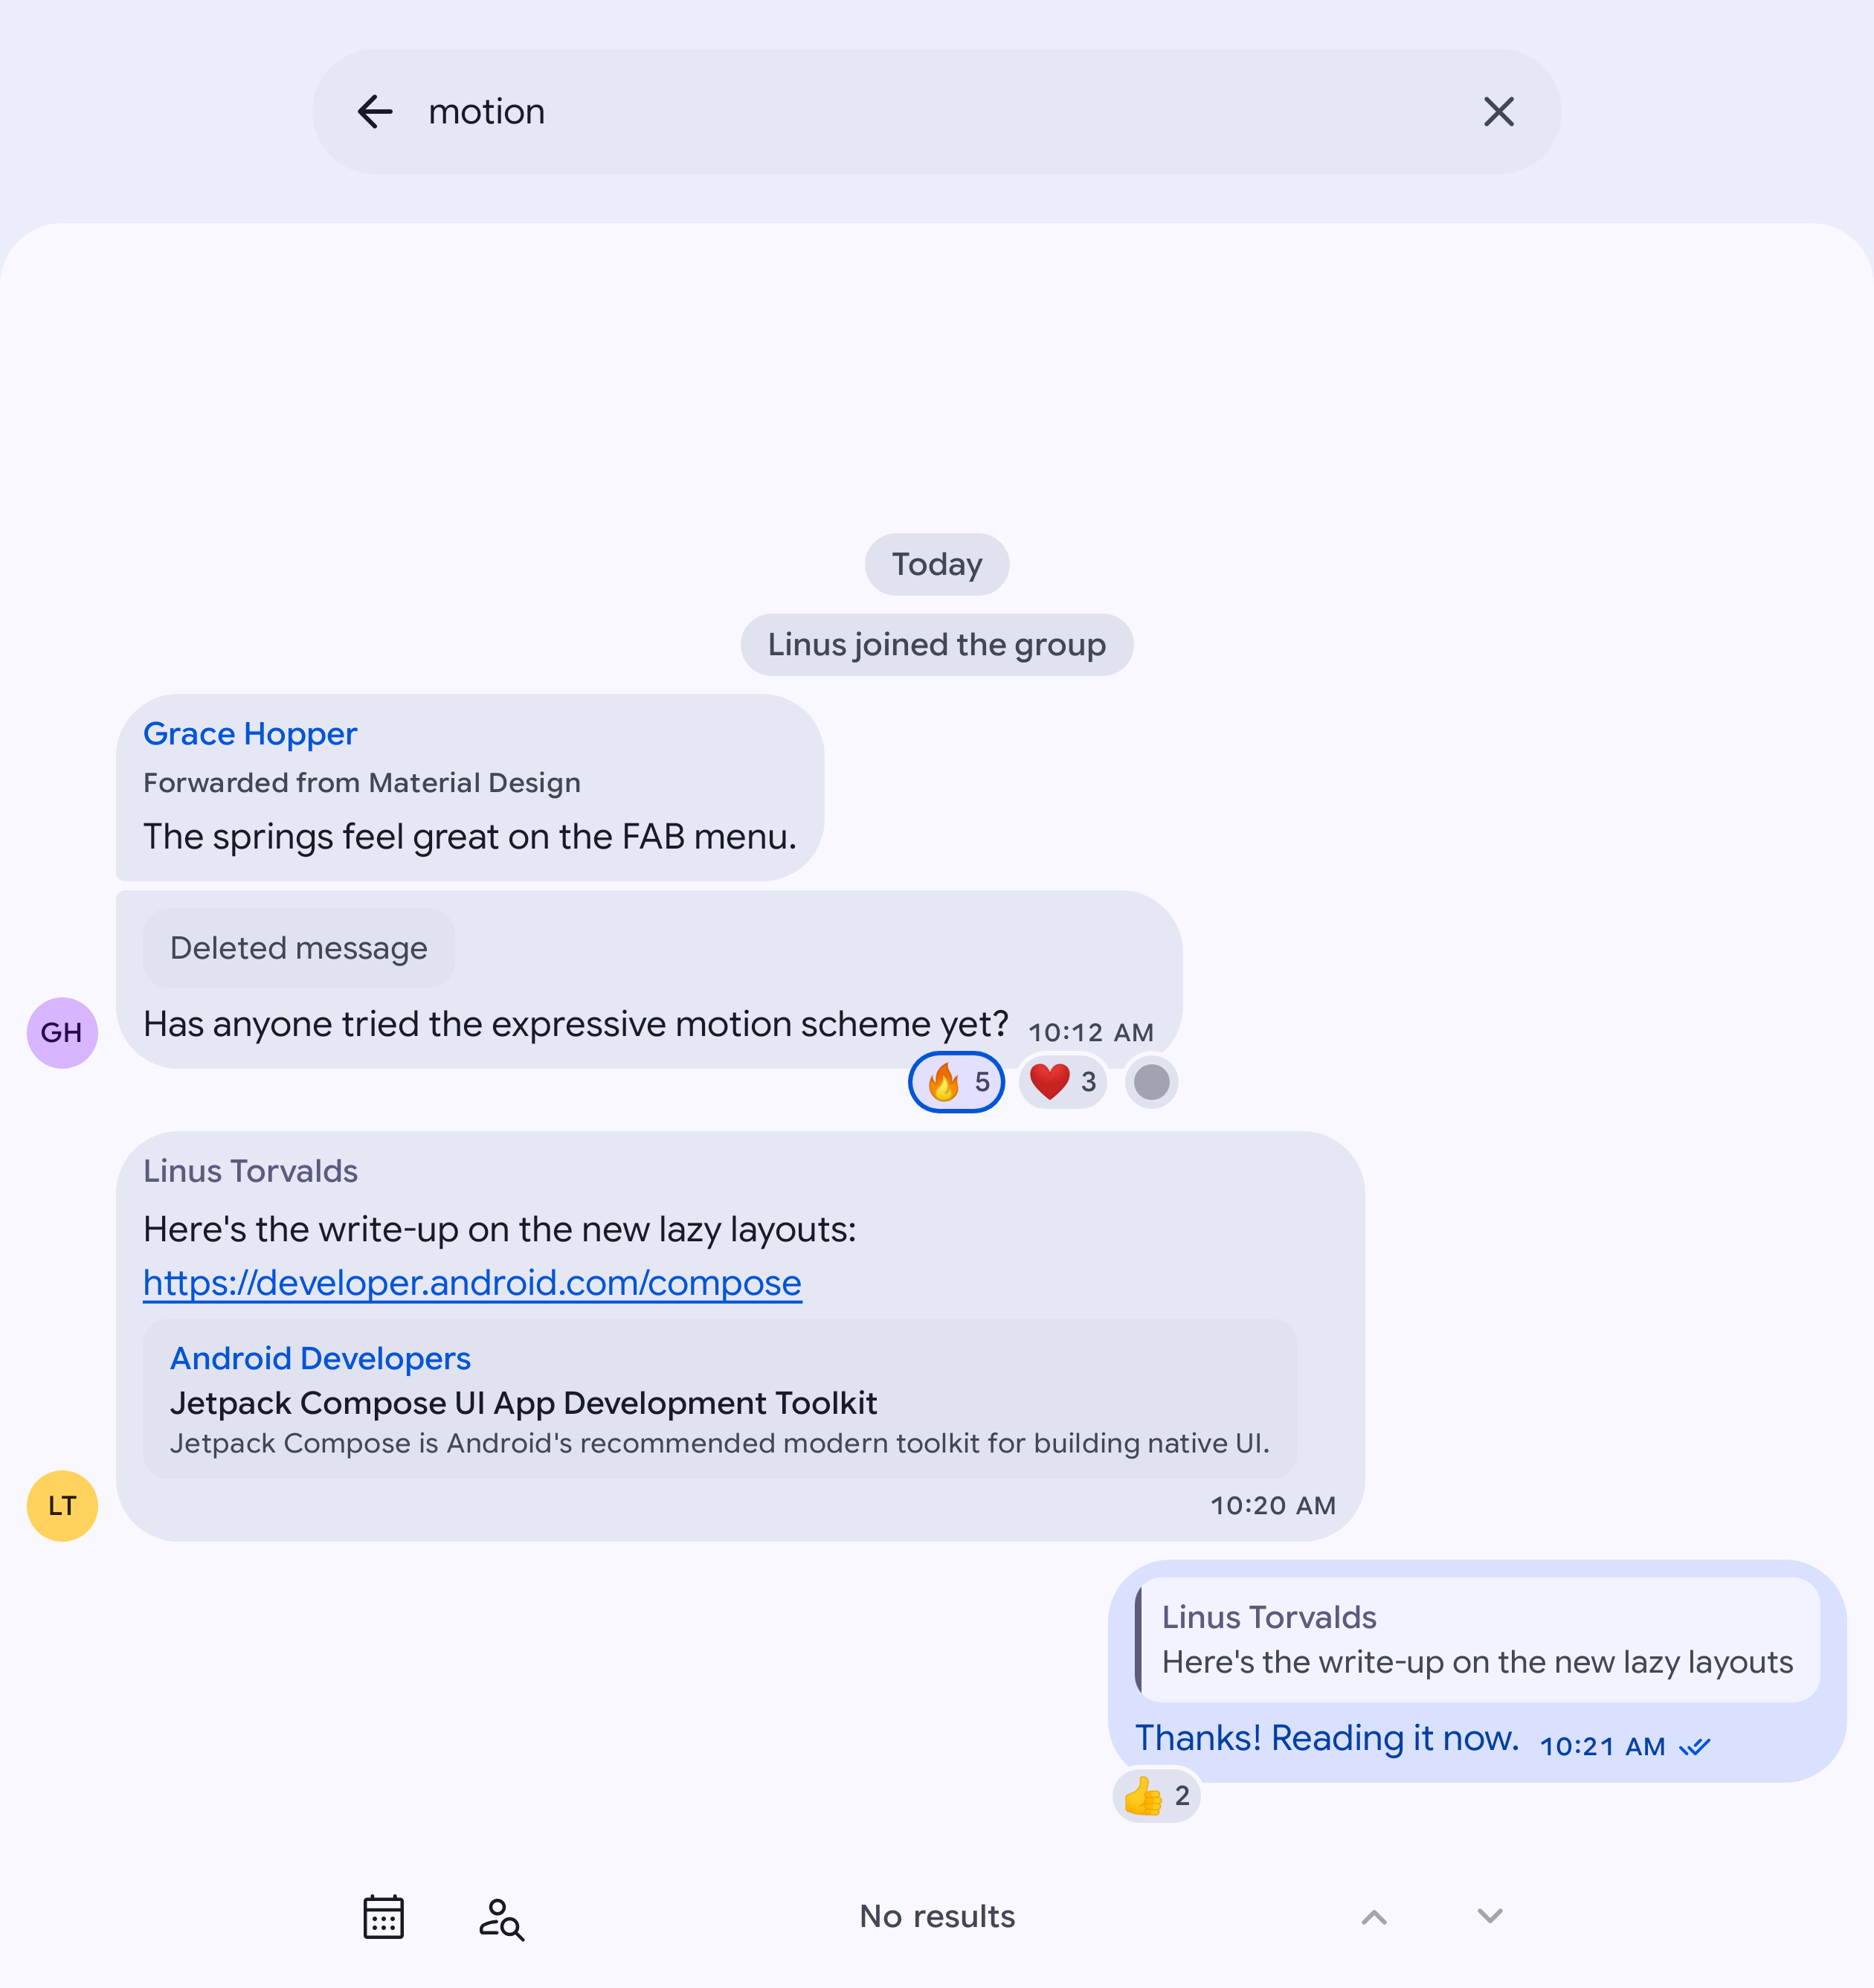 motion
Today
Linus joined the group
Grace Hopper
Forwarded from Material Design
The springs feel great on the FAB menu.
Deleted message
GH
Has anyone tried the expressive motion scheme yet? 10:12 AM
🔥 5 ❤️ 3
Linus Torvalds
Here's the write-up on the new lazy layouts:
https://developer.android.com/compose
Android Developers
Jetpack Compose UI App Development Toolkit
Jetpack Compose is Android's recommended modern toolkit for building native UI.
LT
10:20 AM
Linus Torvalds
Here's the write-up on the new lazy layouts
Thanks! Reading it now. 10:21 AM
👍 2
No results